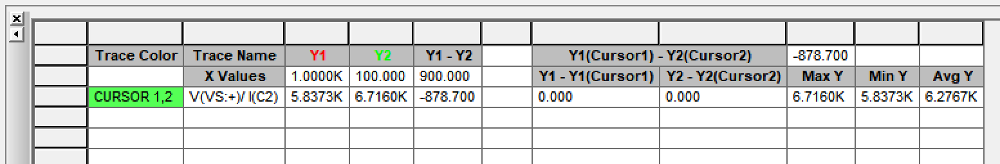 Trace Color Trace Name Y1 Y2 Y1 - Y2 Y1(Cursor1) - Y2(Cursor2) -878.700
X Values 1.0000K 100.000 900.000 Y1 - Y1(Cursor1) Y2 - Y2(Cursor2) Max Y Min Y Avg Y
CURSOR 1,2 V(VS:+)/ I(C2) 5.8373K 6.7160K -878.700 0.000 0.000 6.7160K 5.8373K 6.2767K